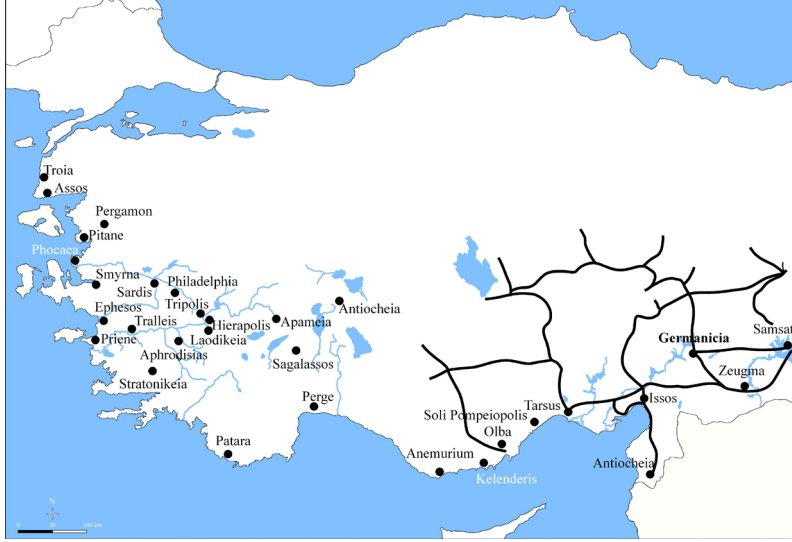 Troia
Assos
Pergamon
Pitane
Phocaea
Smyrna
Sardis
Philadelphia
Tripolis
Ephesos
Tralleis
Hierapolis
Apameia
Antiocheia
Priene
Laodikeia
Aphrodisias
Sagalassos
Stratonikeia
Perge
Patara
Germanicia
Samsat
Zeugma
Issos
Tarsus
Soli Pompeiopolis
Olba
Anemurium
Kelenderis
Antiocheia
N
0 50 100 km